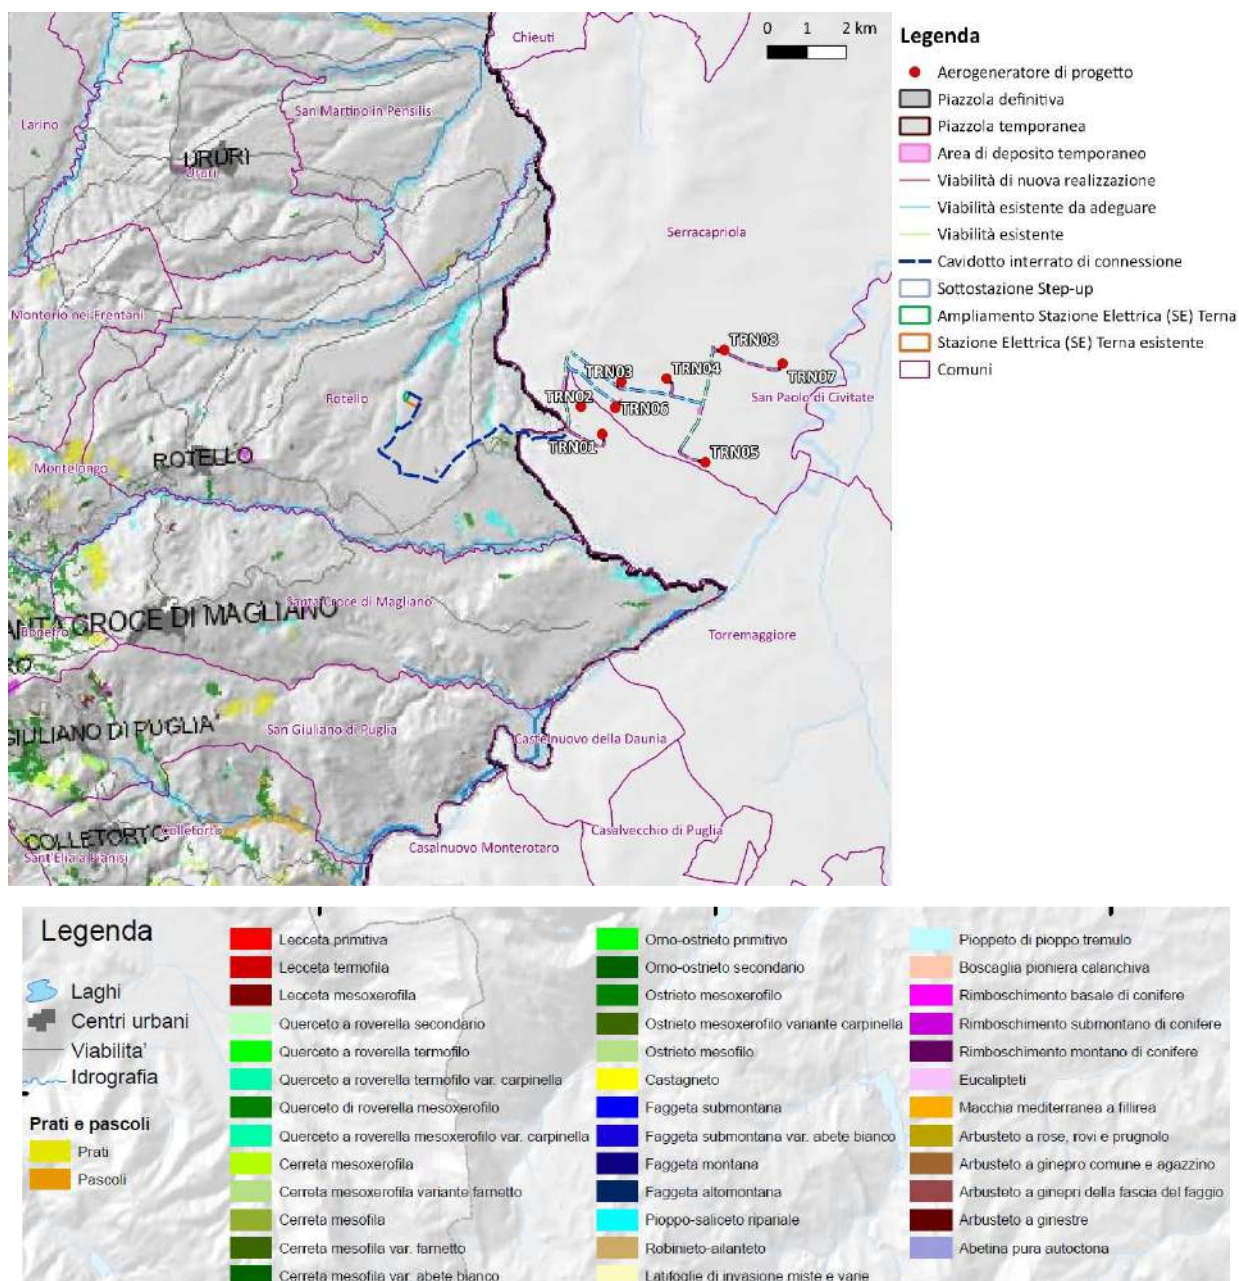 0 1 2 km
Chieuti
San Martino in Pensilis
Larino
URURI
Ururi
Serracapriola
Montorio nei Frentani
TRN08
TRN03
TRN04
TRN07
Rotello
TRN02
San Paolo di Civitate
TRN06
TRN01
TRN05
ROTELLO
Montelongo
Santa Croce di Magliano
ANTA CROCE DI MAGLIANO
Bonefro
RO
Torremaggiore
San Giuliano di Puglia
GIULIANO DI PUGLIA
Castelnuovo della Daunia
Colletorto
COLLETORTO
Casalvecchio di Puglia
Casalnuovo Monterotaro
Sant'Elia a Pianisi
Legenda
Aerogeneratore di progetto
Piazzola definitiva
Piazzola temporanea
Area di deposito temporaneo
Viabilità di nuova realizzazione
Viabilità esistente da adeguare
Viabilità esistente
Cavidotto interrato di connessione
Sottostazione Step-up
Ampliamento Stazione Elettrica (SE) Terna
Stazione Elettrica (SE) Terna esistente
Comuni
Legenda
Laghi
Centri urbani
Viabilita'
Idrografia
Prati e pascoli
Prati
Pascoli
Lecceta primitiva
Lecceta termofila
Lecceta mesoxerofila
Querceto a roverella secondario
Querceto a roverella termofilo
Querceto a roverella termofilo var. carpinella
Querceto di roverella mesoxerofilo
Querceto a roverella mesoxerofilo var. carpinella
Cerreta mesoxerofila
Cerreta mesoxerofila variante farnetto
Cerreta mesofila
Cerreta mesofila var. farnetto
Cerreta mesofila var. abete bianco
Orno-ostrieto primitivo
Orno-ostrieto secondario
Ostrieto mesoxerofilo
Ostrieto mesoxerofilo variante carpinella
Ostrieto mesofilo
Castagneto
Faggeta submontana
Faggeta submontana var. abete bianco
Faggeta montana
Faggeta altomontana
Pioppo-saliceto ripariale
Robinieto-ailanteto
Latifoglie di invasione miste e varie
Pioppeto di pioppo tremulo
Boscaglia pioniera calanchiva
Rimboschimento basale di conifere
Rimboschimento submontano di conifere
Rimboschimento montano di conifere
Eucalipteti
Macchia mediterranea a fillirea
Arbusteto a rose, rovi e prugnolo
Arbusteto a ginepro comune e agazzino
Arbusteto a ginepri della fascia del faggio
Arbusteto a ginestre
Abetina pura autoctona